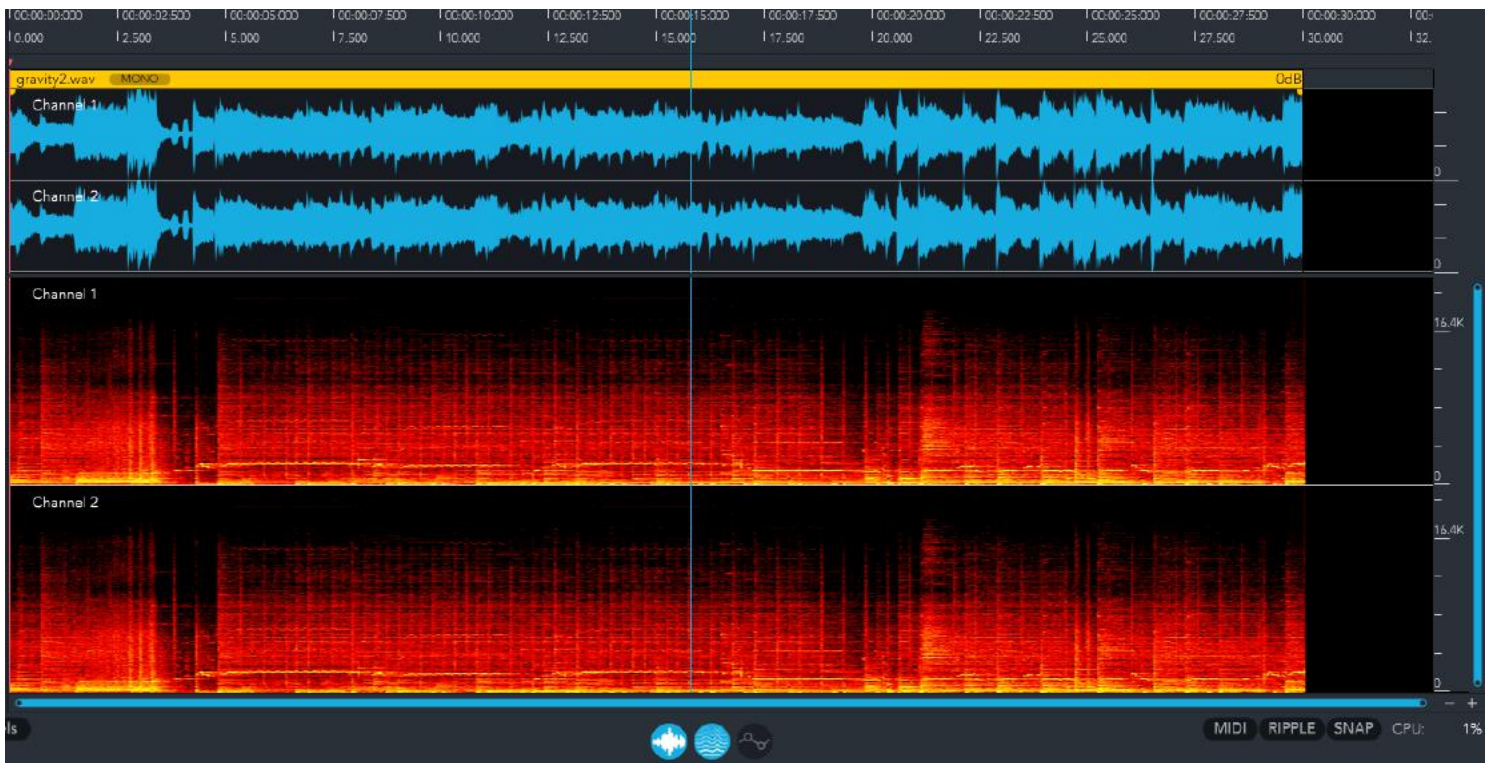 00:00:00:000 00:00:02:500 00:00:05:000 00:00:07:500 00:00:10:000 00:00:12:500 00:00:15:000 00:00:17:500 00:00:20:000 00:00:22:500 00:00:25:000 00:00:27:500 00:00:30:000
0.000 2.500 5.000 7.500 10.000 12.500 15.000 17.500 20.000 22.500 25.000 27.500 30.000 32.
gravity2.wav MONO 0dB
Channel 1
0
Channel 2
0
Channel 1
16.4K
0
Channel 2
16.4K
0
MIDI RIPPLE SNAP CPU: 1%